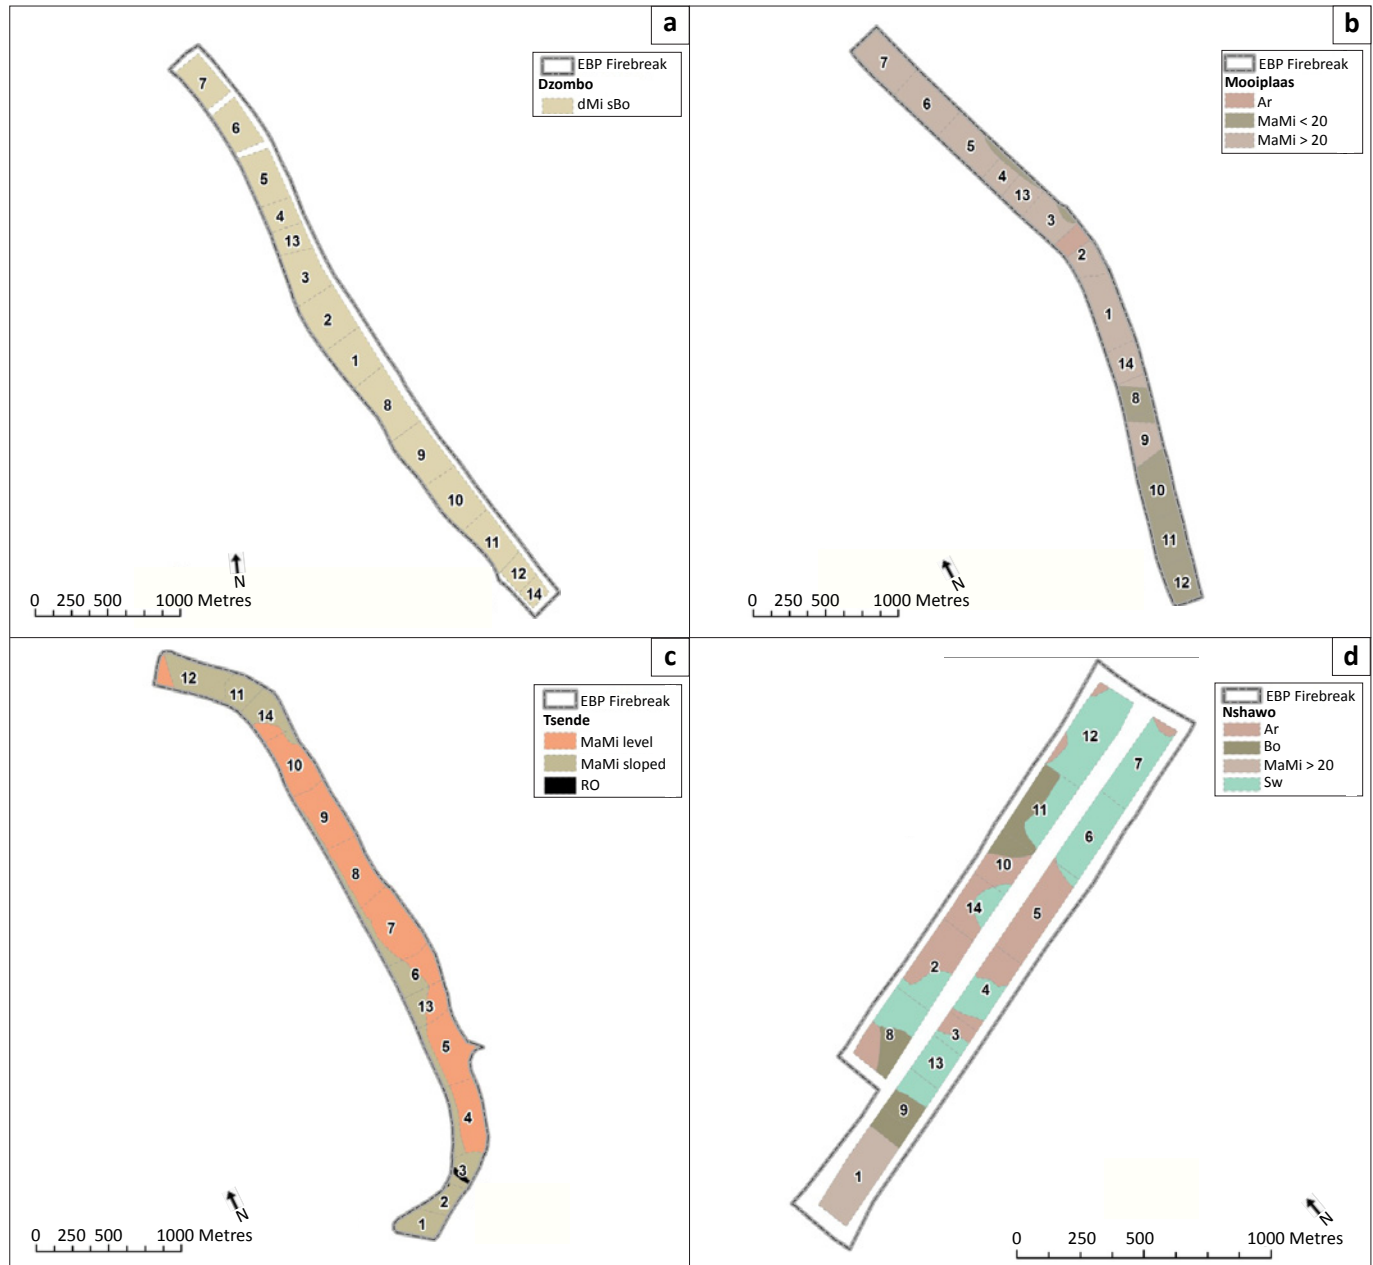 a
EBP Firebreak
Dzombo
dMi sBo
7
6
5
4
13
3
2
1
8
9
10
11
12
14
N
0 250 500 1000 Metres
b
EBP Firebreak
Mooiplaas
Ar
MaMi < 20
MaMi > 20
7
6
5
4
13
3
2
1
14
8
9
10
11
12
N
0 250 500 1000 Metres
c
EBP Firebreak
Tsende
MaMi level
MaMi sloped
RO
12
11
14
10
9
8
7
6
13
5
4
3
2
1
N
0 250 500 1000 Metres
d
EBP Firebreak
Nshawo
Ar
Bo
MaMi > 20
Sw
12
7
11
6
10
14
5
2
4
8
3
13
9
1
N
0 250 500 1000 Metres